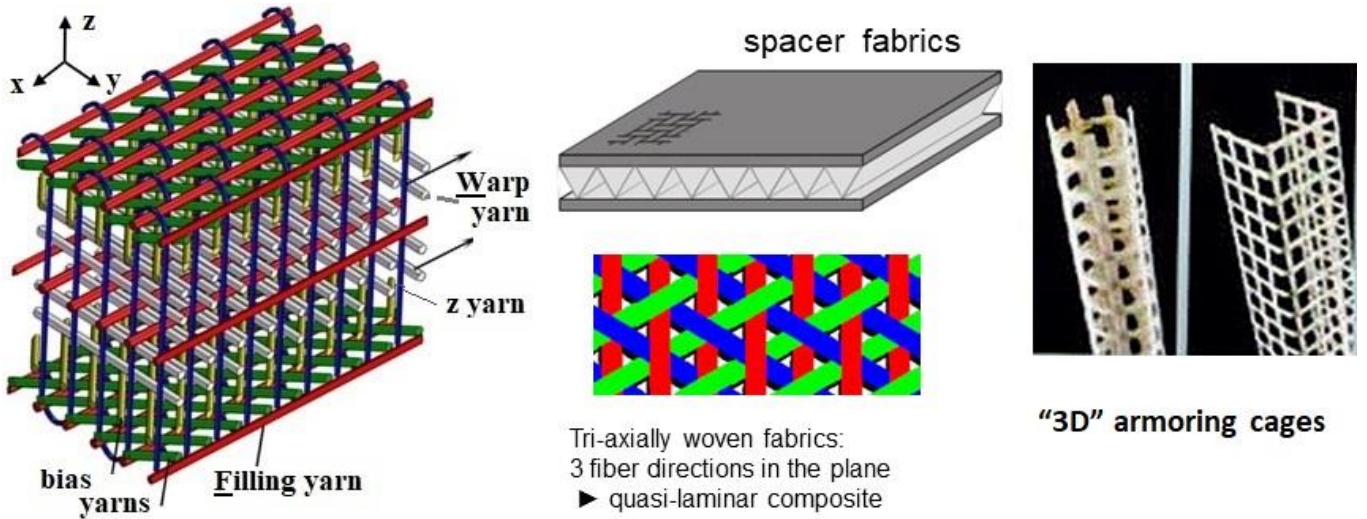 z
x
y
Warp
yarn
z yarn
bias
yarns
Filling yarn
spacer fabrics
Tri-axially woven fabrics:
3 fiber directions in the plane
► quasi-laminar composite
“3D” armoring cages